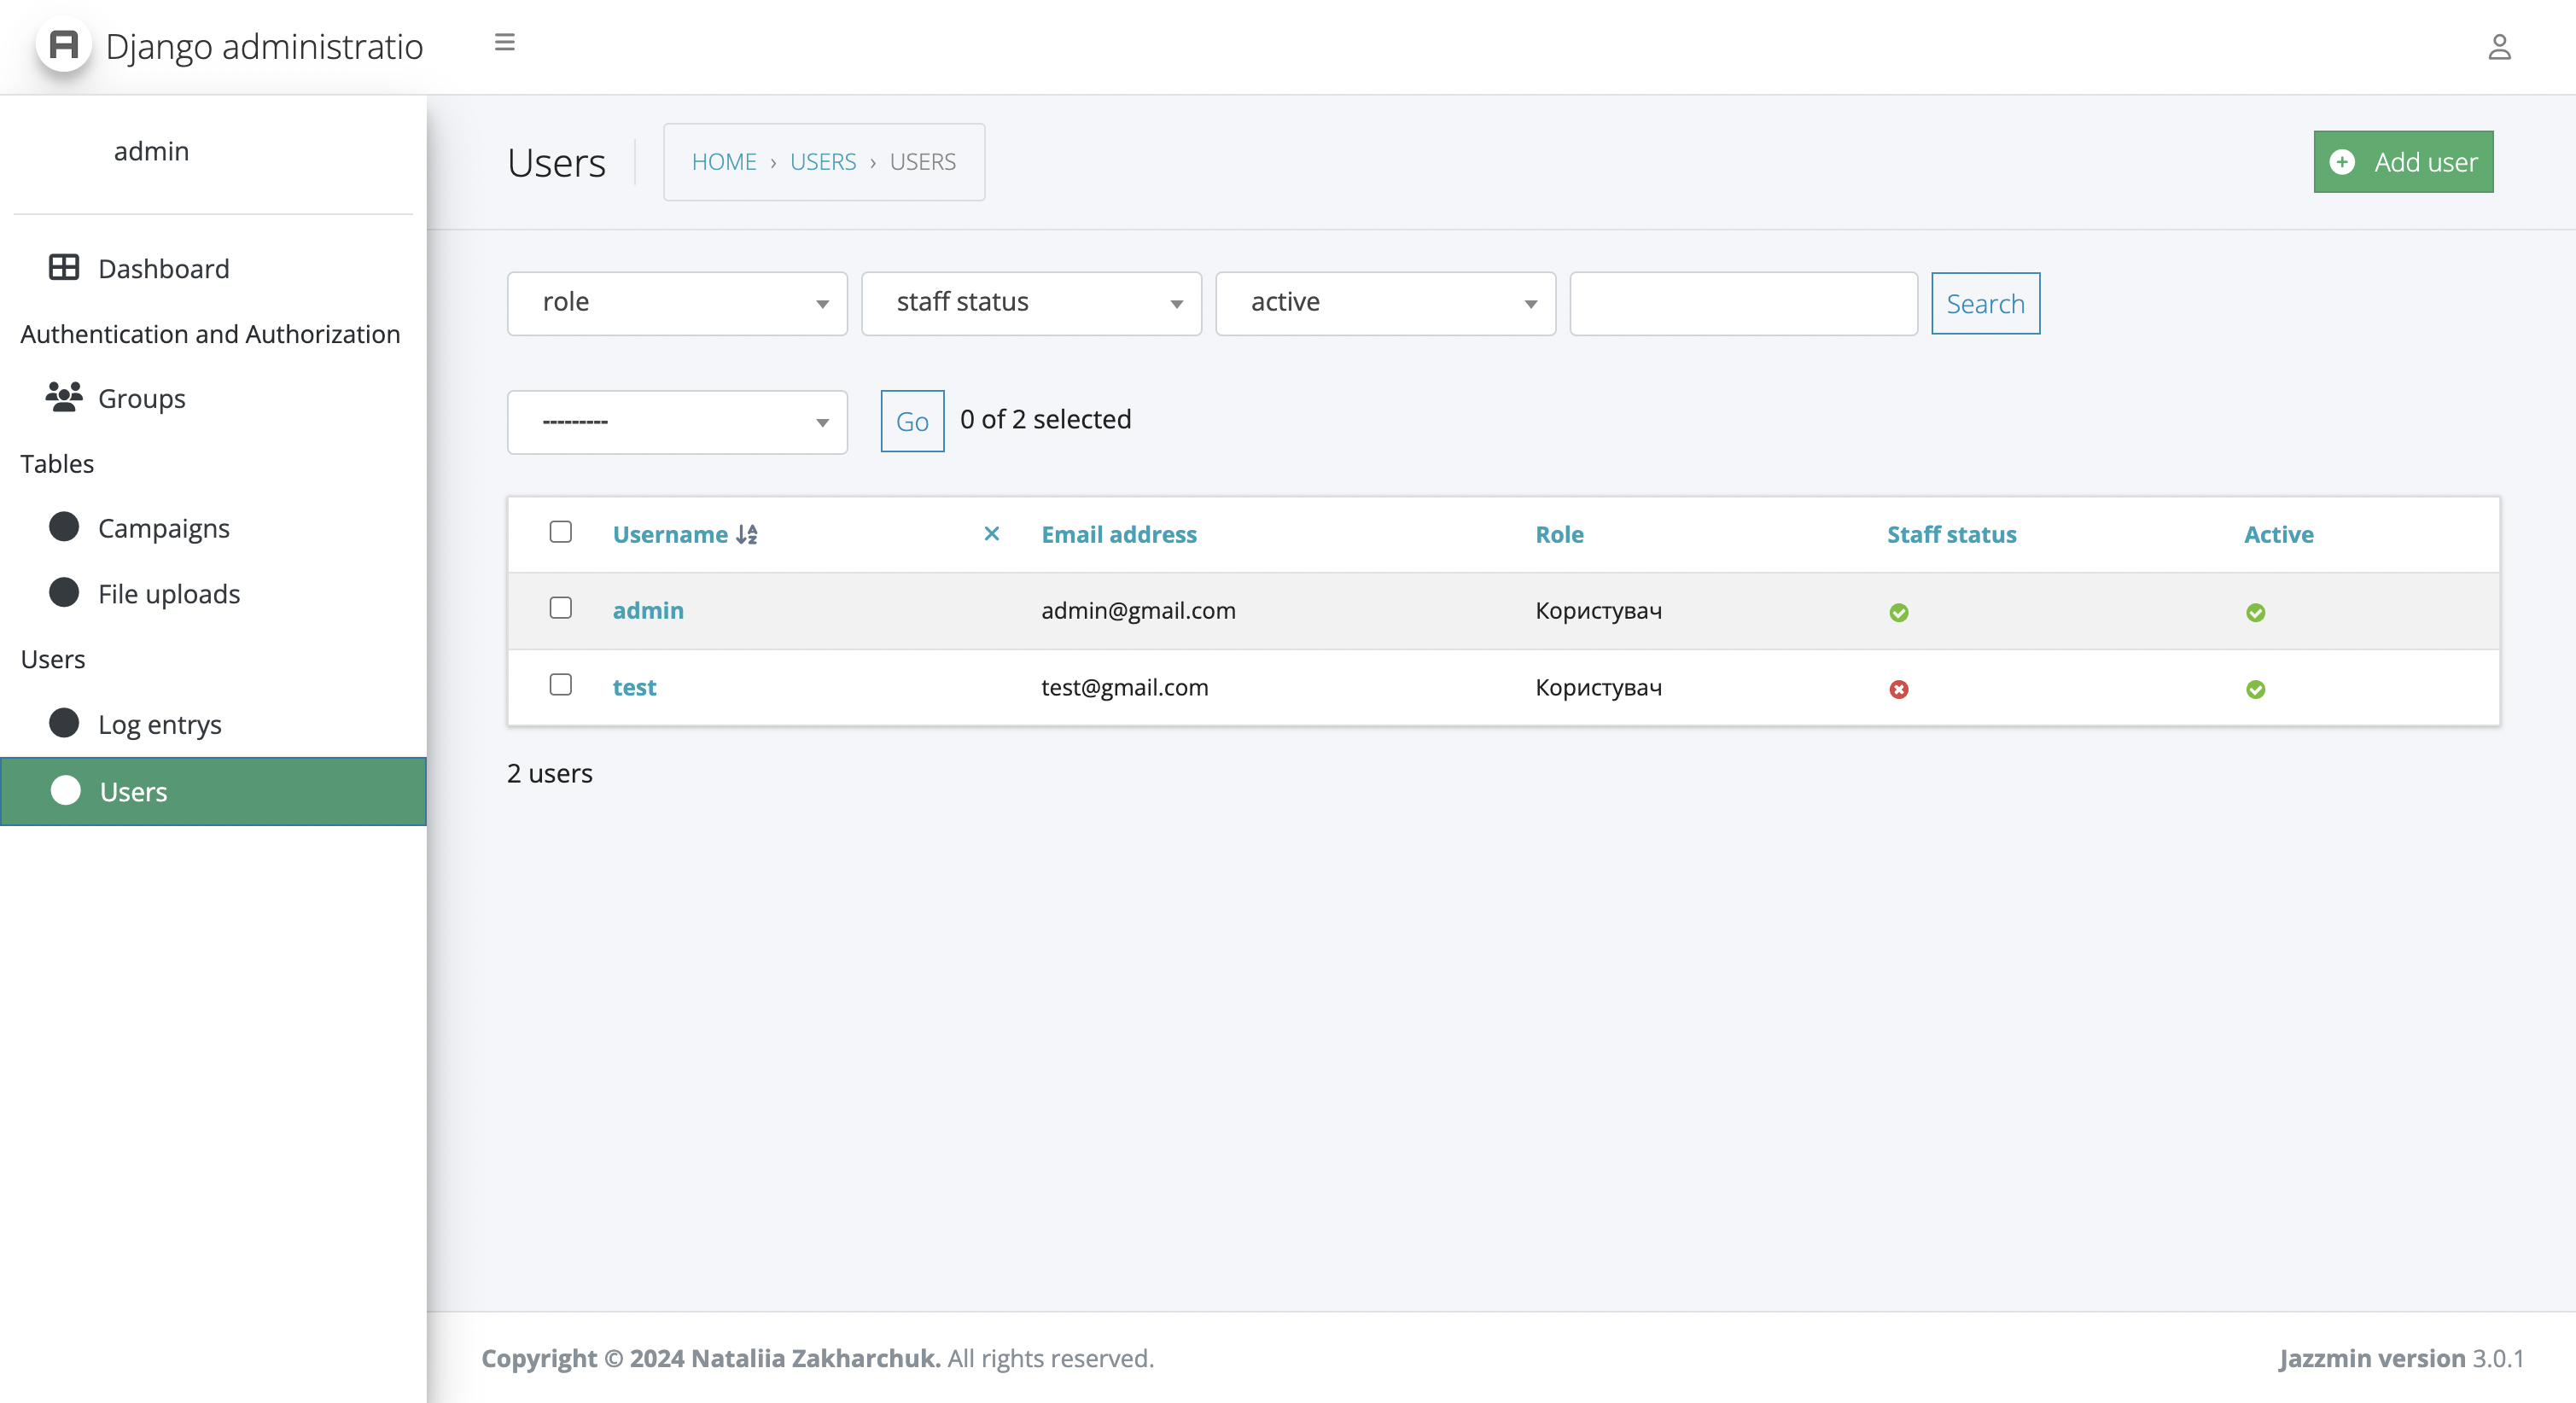 Django administratio
admin
Dashboard
Authentication and Authorization
Groups
Tables
Campaigns
File uploads
Users
Log entrys
Users
Users
HOME › USERS › USERS
Add user
role
staff status
active
Search
---------
Go
0 of 2 selected
Username Email address Role Staff status Active
admin admin@gmail.com Користувач
test test@gmail.com Користувач
2 users
Copyright © 2024 Nataliia Zakharchuk. All rights reserved.
Jazzmin version 3.0.1